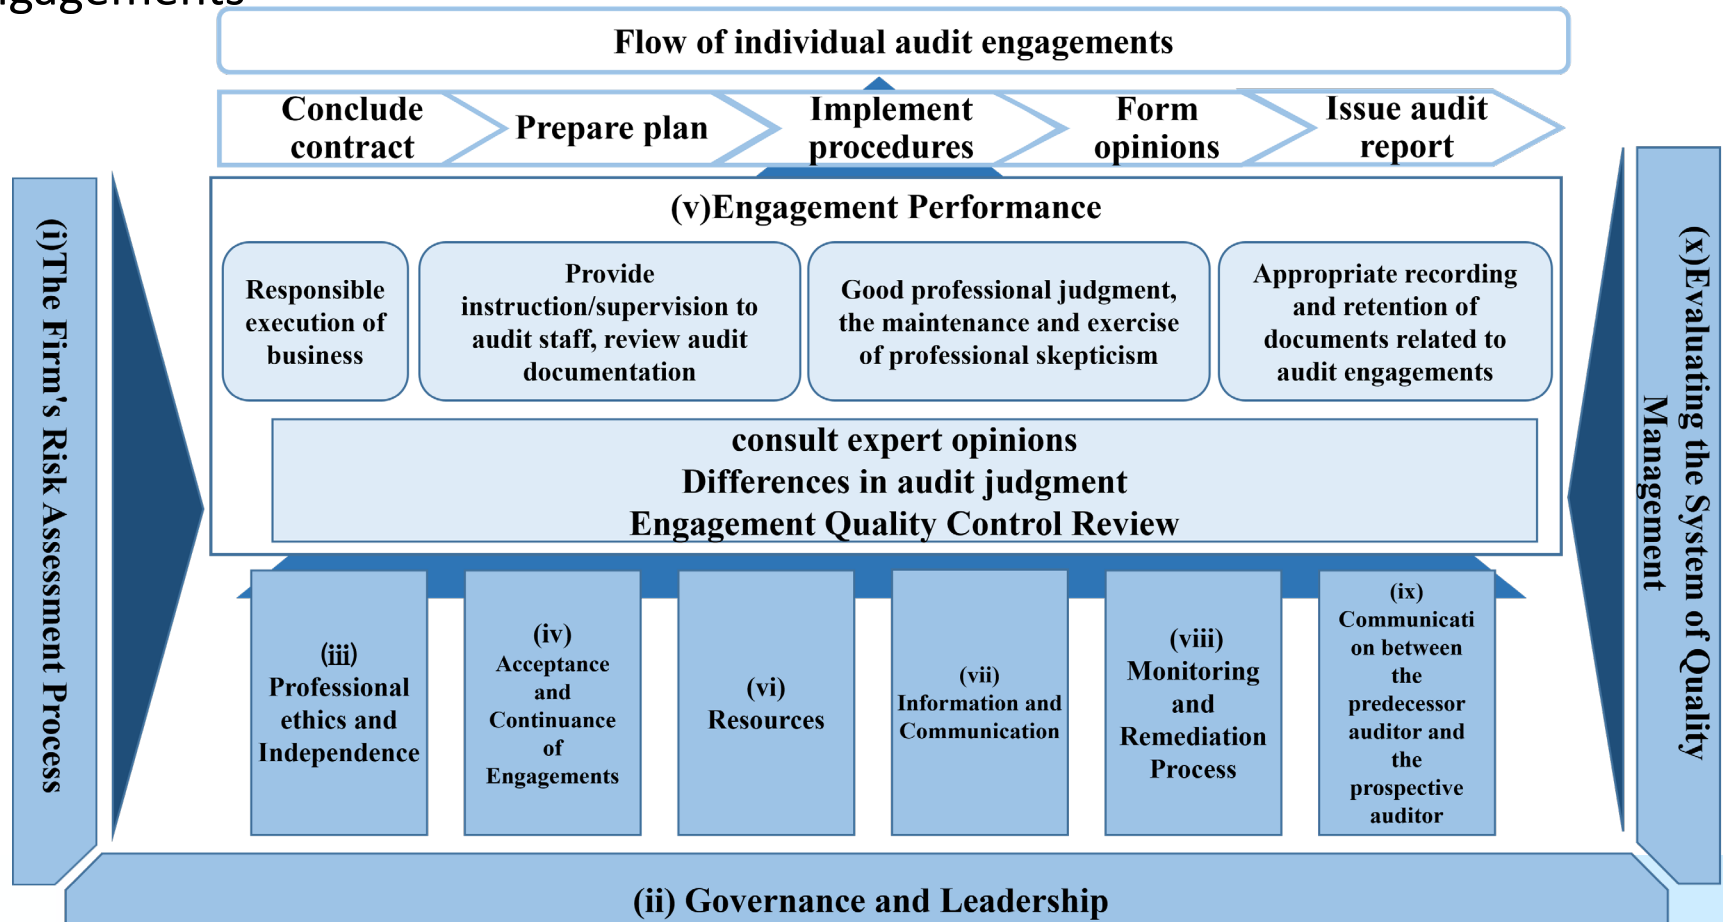 Flow of individual audit engagements
Conclude
contract
Prepare plan
Implement
procedures
Form
opinions
Issue audit
report
(i)The Firm's Risk Assessment Process
(v)Engagement Performance
Responsible
execution of
business
Provide
instruction/supervision to
audit staff, review audit
documentation
Good professional judgment,
the maintenance and exercise
of professional skepticism
Appropriate recording
and retention of
documents related to
audit engagements
consult expert opinions
Differences in audit judgment
Engagement Quality Control Review
(iii)
Professional
ethics and
Independence
(iv)
Acceptance
and
Continuance
of
Engagements
(vi)
Resources
(vii)
Information and
Communication
(viii)
Monitoring
and
Remediation
Process
(ix)
Communicati
on between
the
predecessor
auditor and
the
prospective
auditor
(x)Evaluating the System of Quality
Management
(ii) Governance and Leadership